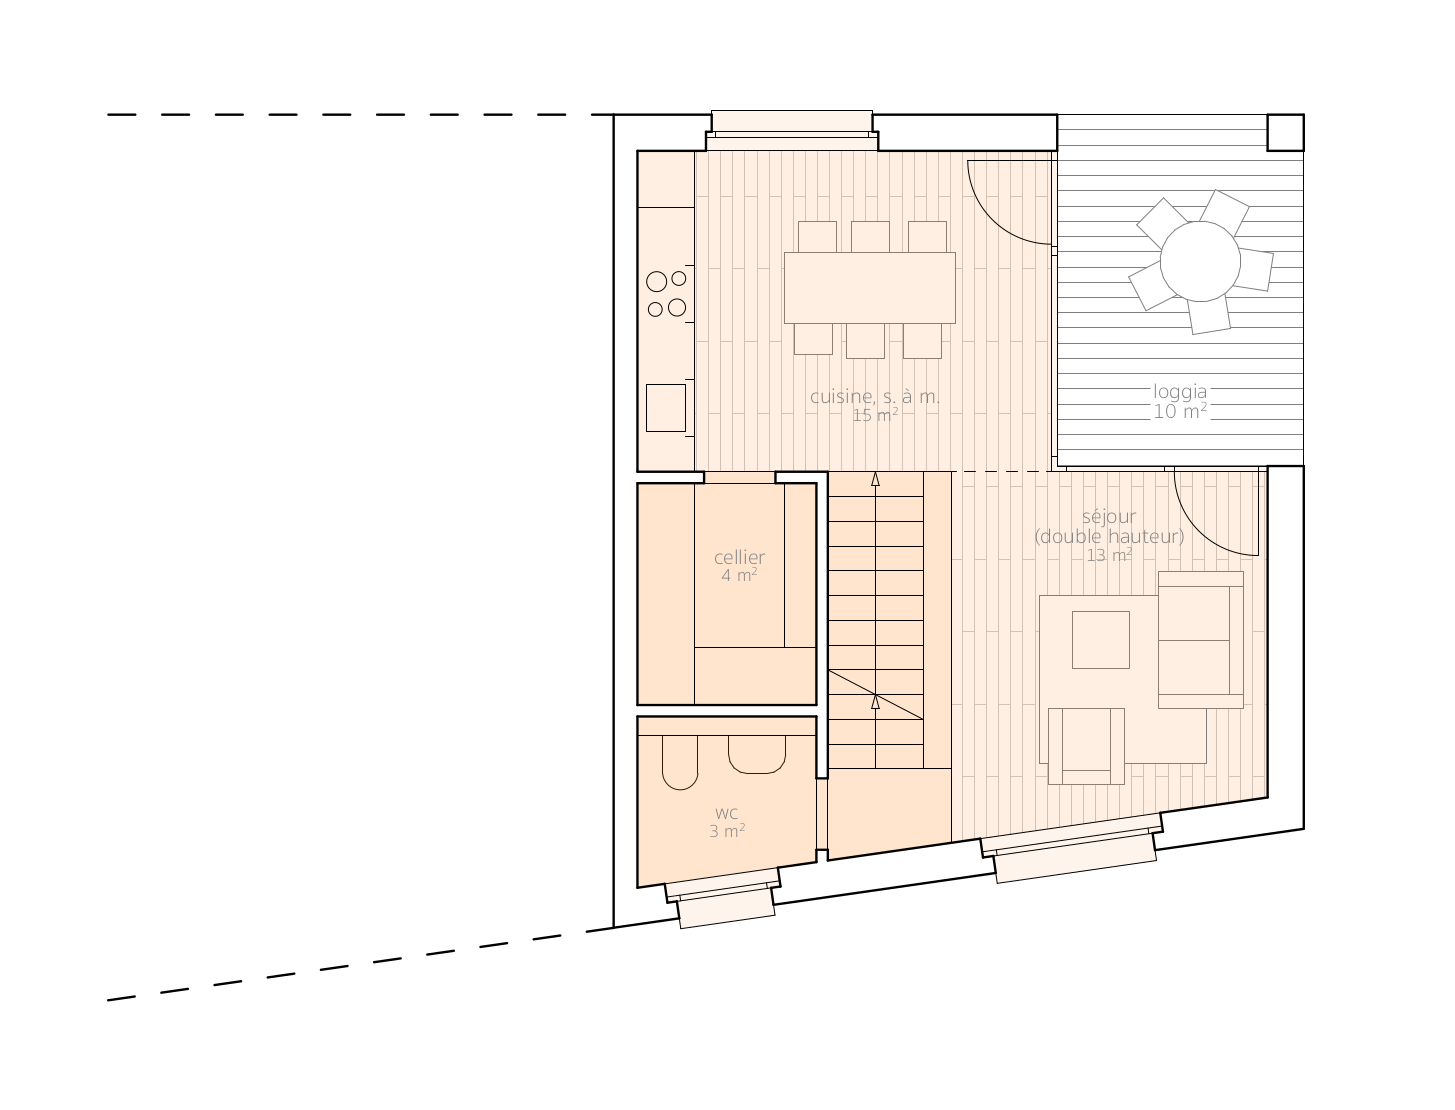 cuisine, s. à m.
15 m²
loggia
10 m²
séjour
(double hauteur)
13 m²
cellier
4 m²
wc
3 m²